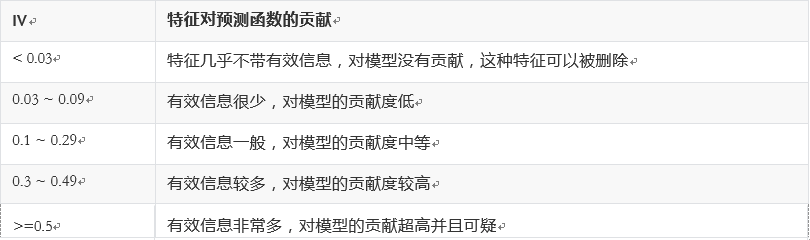 IV 特征对预测函数的贡献
< 0.03 特征几乎不带有效信息，对模型没有贡献，这种特征可以被删除
0.03 ~ 0.09 有效信息很少，对模型的贡献度低
0.1 ~ 0.29 有效信息一般，对模型的贡献度中等
0.3 ~ 0.49 有效信息较多，对模型的贡献度较高
>=0.5 有效信息非常多，对模型的贡献超高并且可疑